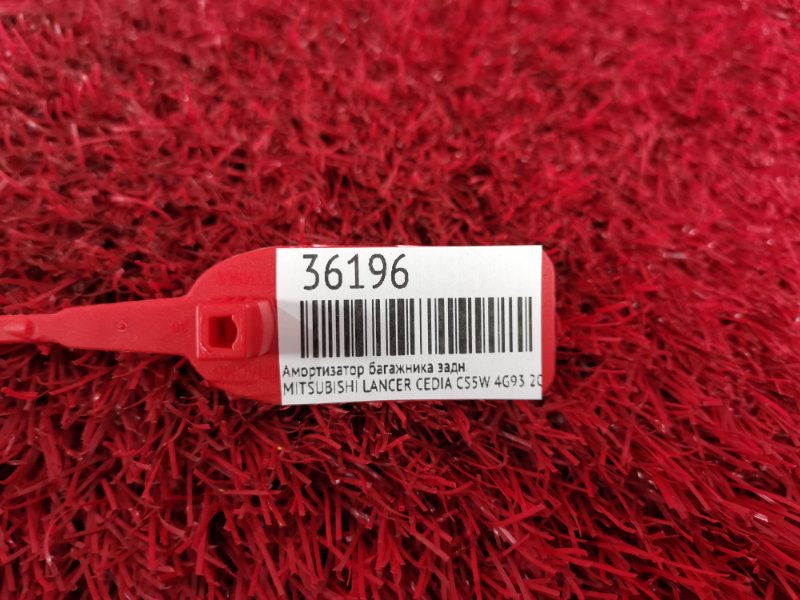 36196
Амортизатор багажника задн.
MITSUBISHI LANCER CEDIA CS5W 4G93